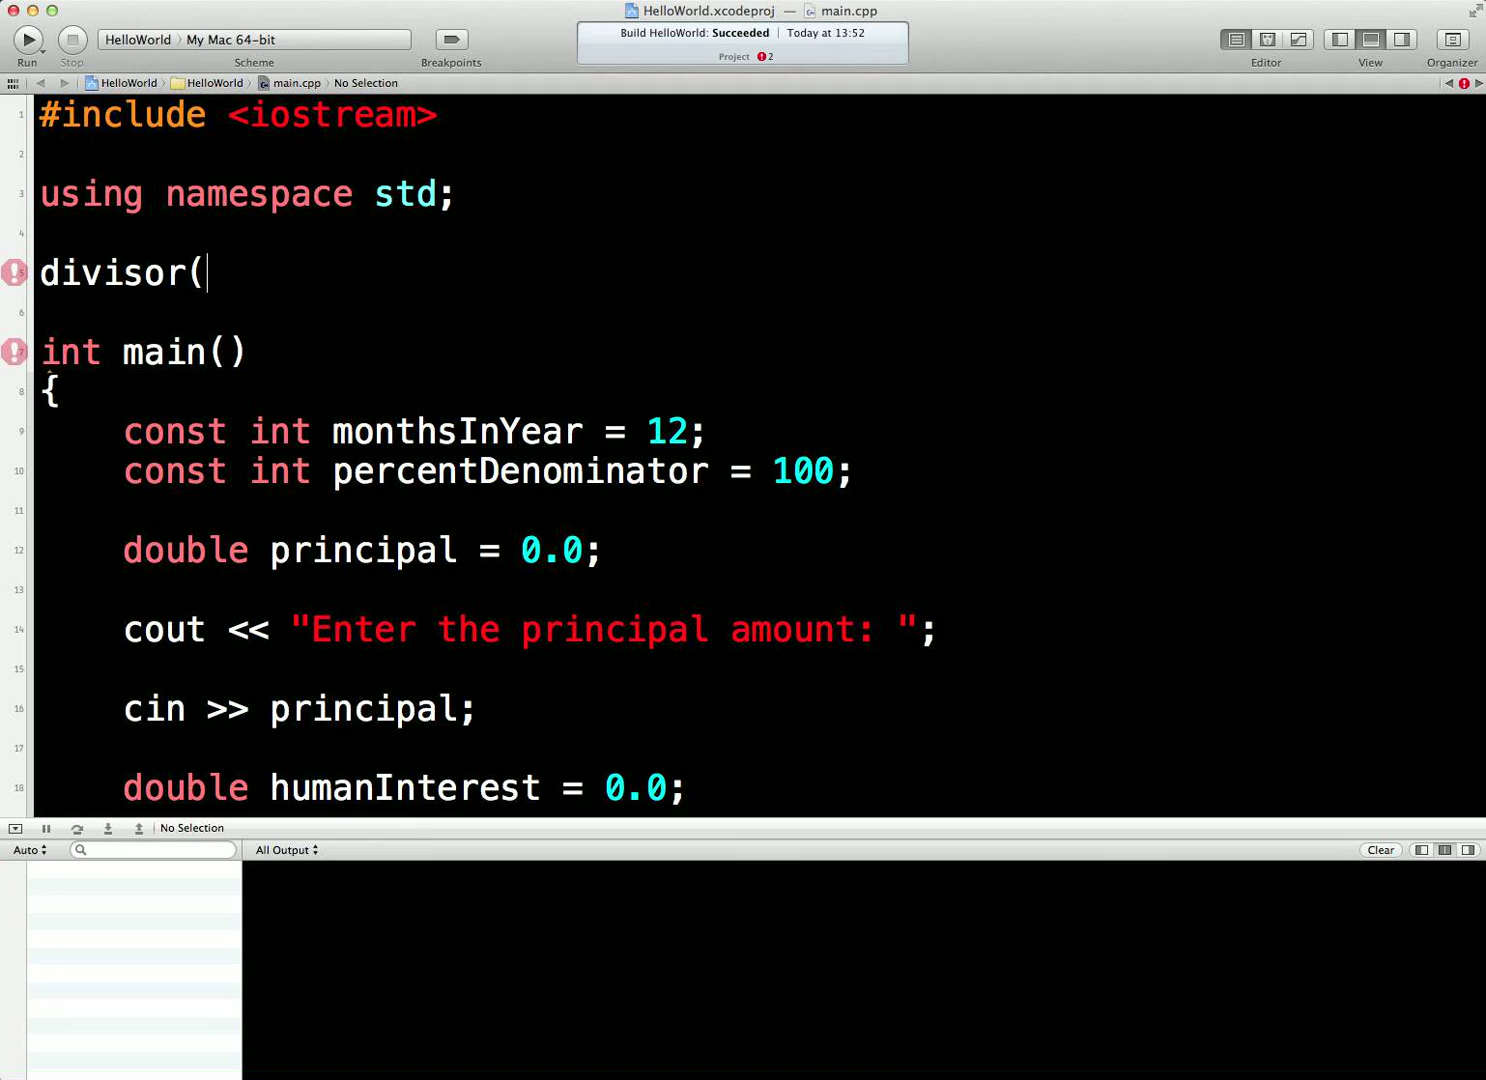 HelloWorld.xcodeproj — main.cpp
Run
Stop
HelloWorld 〉 My Mac 64-bit
Scheme
Breakpoints
Build HelloWorld: Succeeded | Today at 13:52
Project 2
Editor
View
Organizer
HelloWorld 〉 HelloWorld 〉 main.cpp 〉 No Selection
1 #include <iostream>
2
3 using namespace std;
4
5 divisor(
6
7 int main()
8 {
9 const int monthsInYear = 12;
10 const int percentDenominator = 100;
11
12 double principal = 0.0;
13
14 cout << "Enter the principal amount: ";
15
16 cin >> principal;
17
18 double humanInterest = 0.0;
No Selection
Auto
All Output
Clear